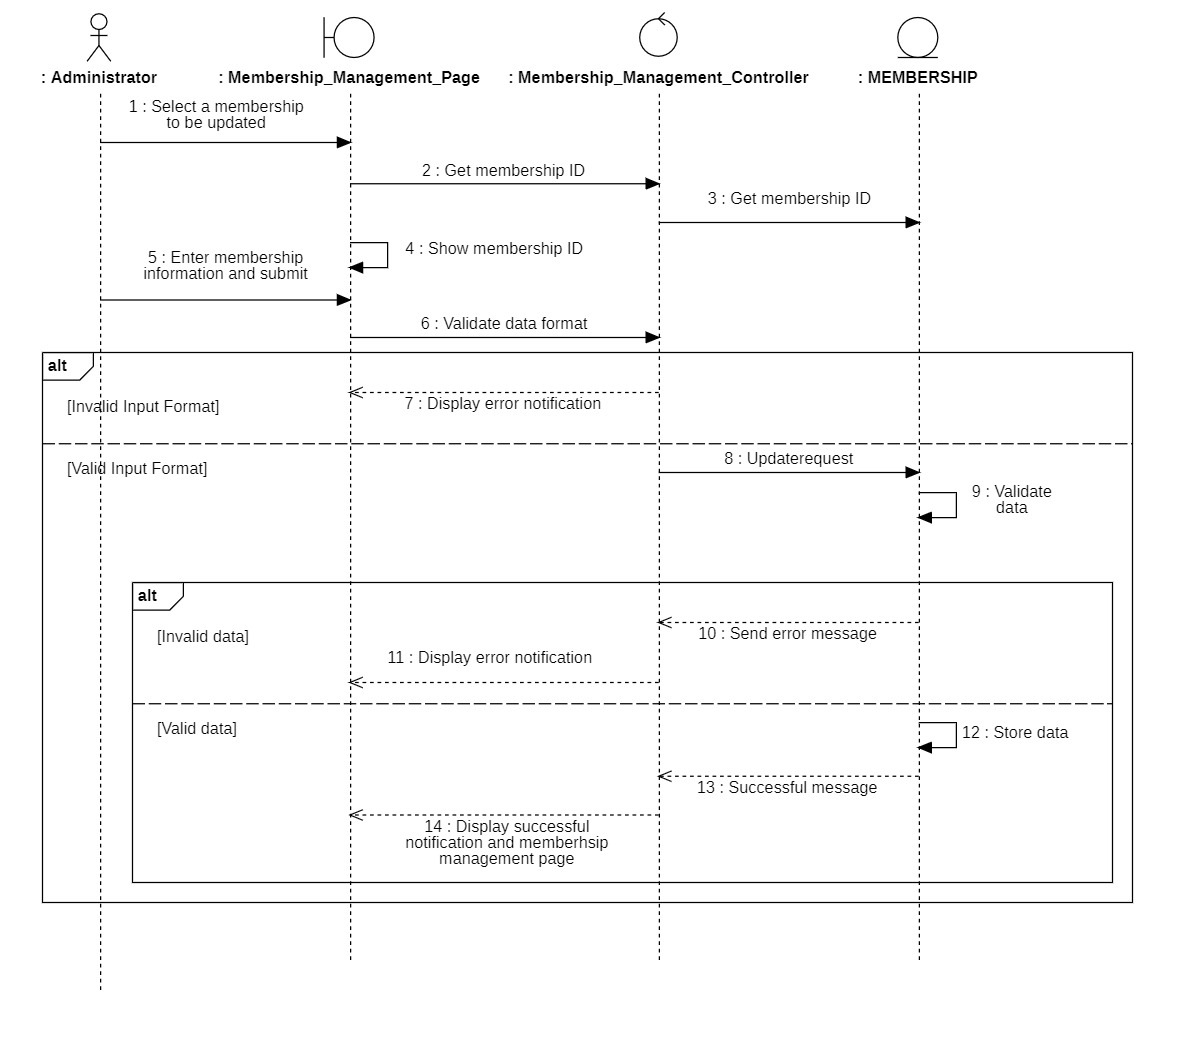 : Administrator
: Membership_Management_Page
: Membership_Management_Controller
: MEMBERSHIP
1 : Select a membership
to be updated
2 : Get membership ID
3 : Get membership ID
4 : Show membership ID
5 : Enter membership
information and submit
6 : Validate data format
alt
7 : Display error notification
[Invalid Input Format]
[Valid Input Format]
8 : Updaterequest
9 : Validate
data
alt
[Invalid data]
10 : Send error message
11 : Display error notification
[Valid data]
12 : Store data
13 : Successful message
14 : Display successful
notification and memberhsip
management page